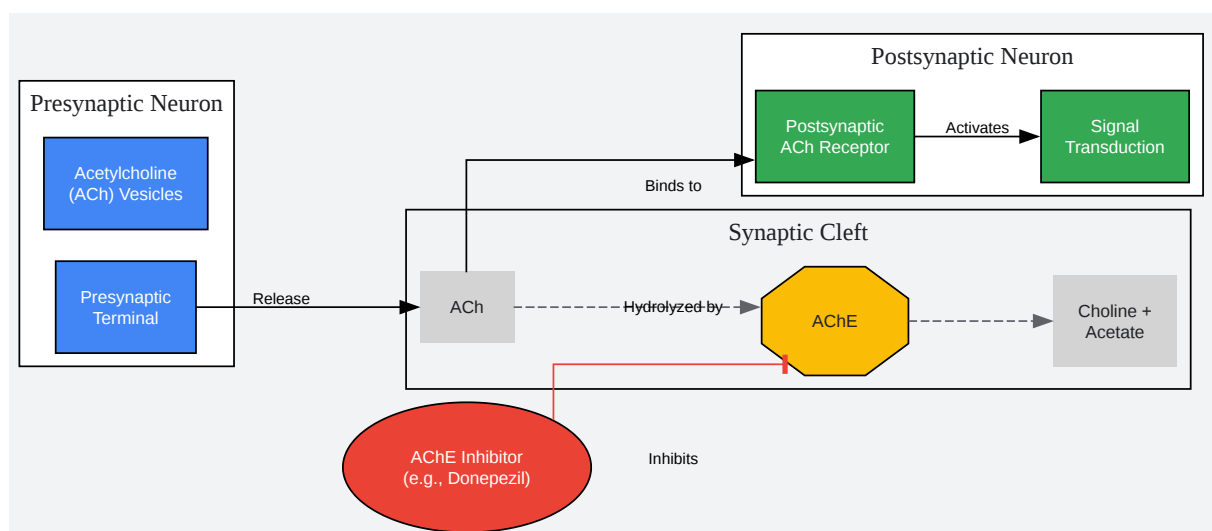 Presynaptic Neuron
Acetylcholine
(ACh) Vesicles
Presynaptic
Terminal
Release
Postsynaptic Neuron
Postsynaptic
ACh Receptor
Activates
Signal
Transduction
Binds to
Synaptic Cleft
ACh
Hydrolyzed by
AChE
Choline +
Acetate
AChE Inhibitor
(e.g., Donepezil)
Inhibits